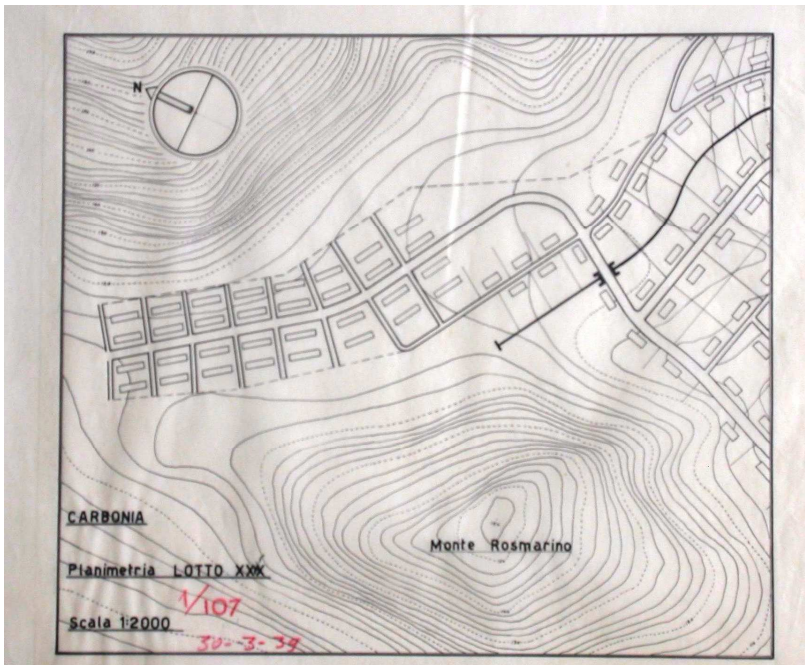 N
Monte Rosmarino
CARBONIA
Planimetria LOTTO XXX
1/107
Scala 1:2000
30-3-39